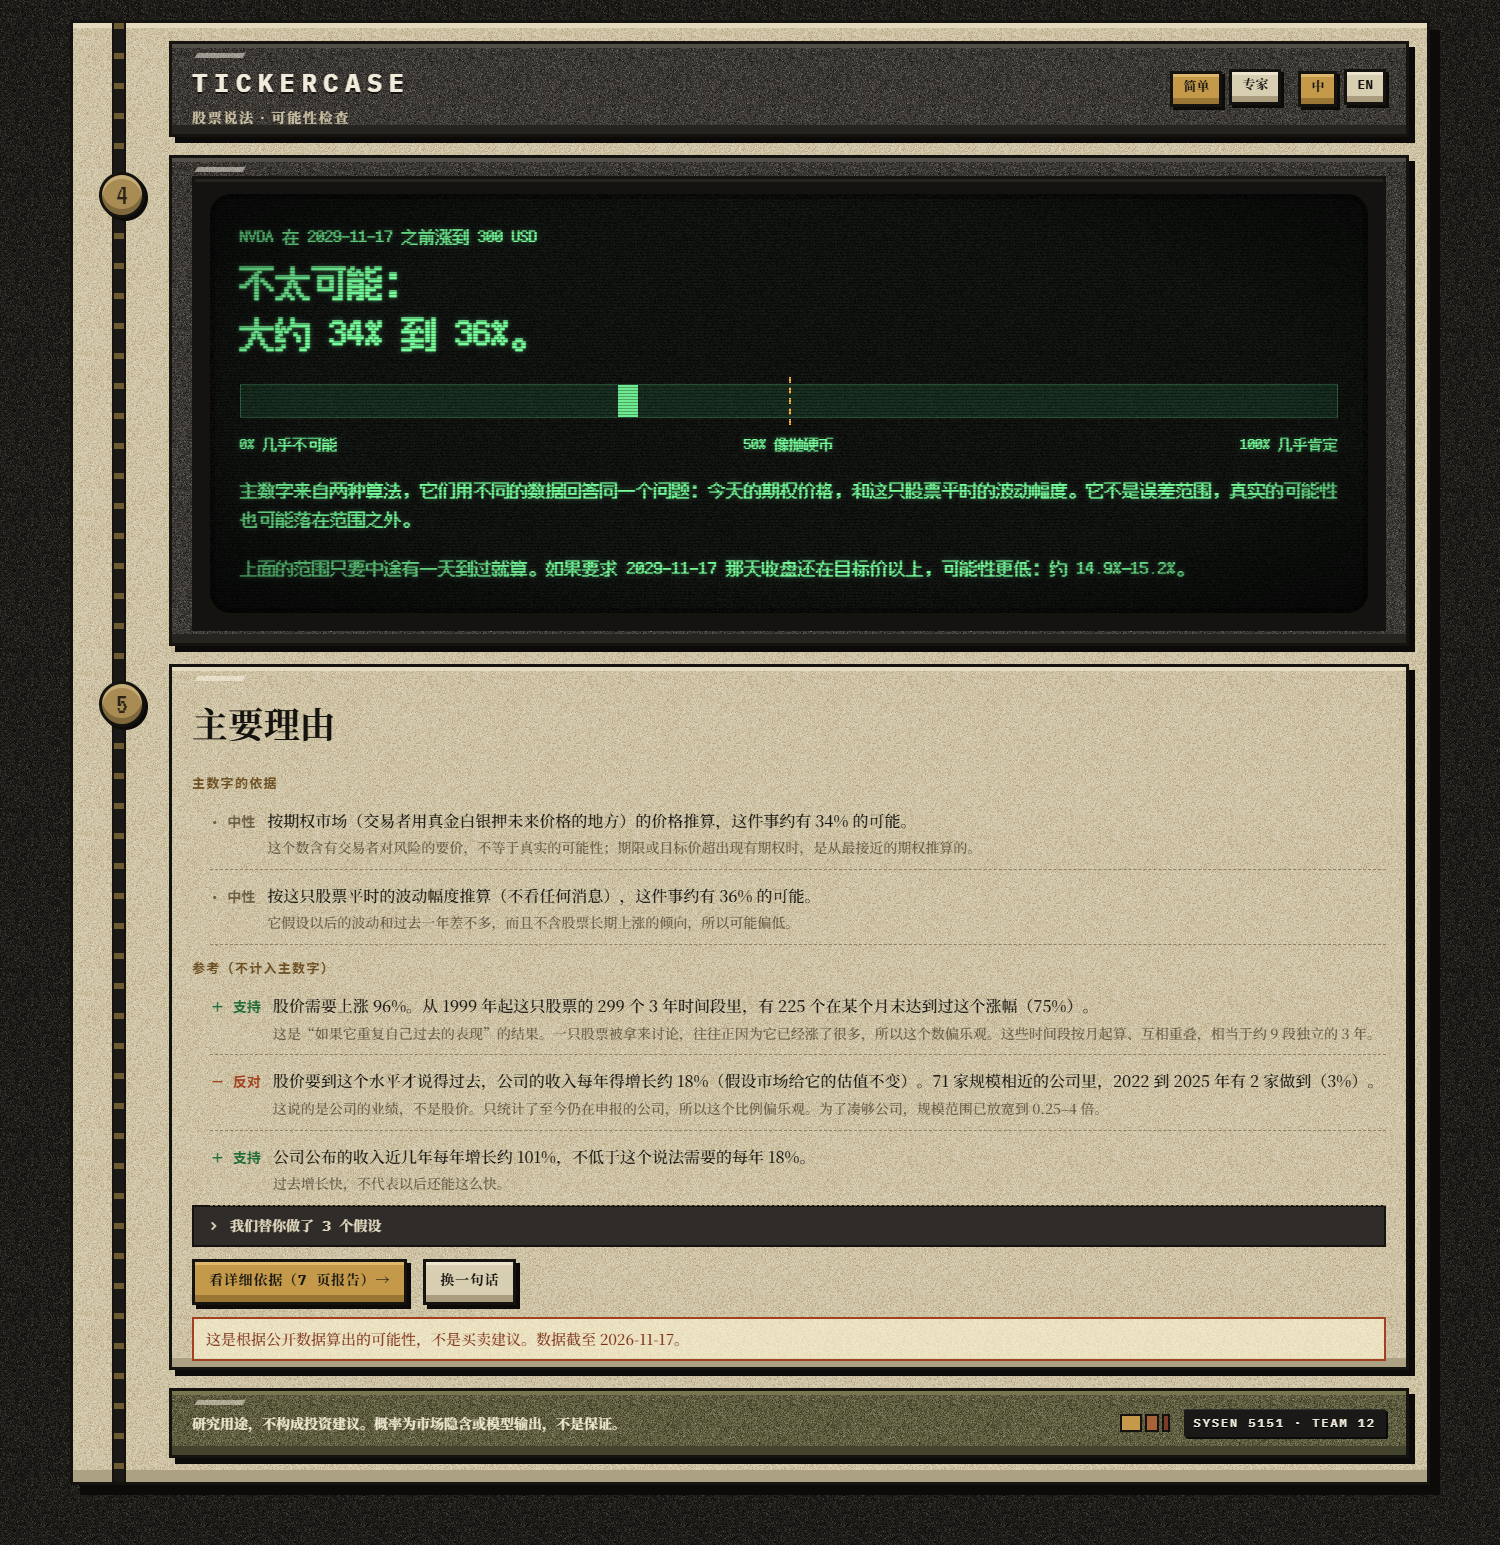 TICKERCASE
股票说法 · 可能性检查
简单 专家 中 EN
4
NVDA 在 2029-11-17 之前涨到 300 USD
不太可能：
大约 34% 到 36%。
0% 几乎不可能 50% 像抛硬币 100% 几乎肯定
主数字来自两种算法，它们用不同的数据回答同一个问题：今天的期权价格，和这只股票平时的波动幅度。它不是误差范围，真实的可能性
也可能落在范围之外。
上面的范围只要中途有一天到过就算。如果要求 2029-11-17 那天收盘还在目标价以上，可能性更低：约 14.9%–15.2%。
5
主要理由
主数字的依据
· 中性 按期权市场（交易者用真金白银押未来价格的地方）的价格推算，这件事约有 34% 的可能。
这个数含有交易者对风险的要价，不等于真实的可能性；期限或目标价超出现有期权时，是从最接近的期权推算的。
· 中性 按这只股票平时的波动幅度推算（不看任何消息），这件事约有 36% 的可能。
它假设以后的波动和过去一年差不多，而且不含股票长期上涨的倾向，所以可能偏低。
参考（不计入主数字）
+ 支持 股价需要上涨 96%。从 1999 年起这只股票的 299 个 3 年时间段里，有 225 个在某个月末达到过这个涨幅（75%）。
这是“如果它重复自己过去的表现”的结果。一只股票被拿来讨论，往往正因为它已经涨了很多，所以这个数偏乐观。这些时间段按月起算、互相重叠，相当于约 9 段独立的 3 年。
− 反对 股价要到这个水平才说得过去，公司的收入每年得增长约 18%（假设市场给它的估值不变）。71 家规模相近的公司里，2022 到 2025 年有 2 家做到（3%）。
这说的是公司的业绩，不是股价。只统计了至今仍在申报的公司，所以这个比例偏乐观。为了凑够公司，规模范围已放宽到 0.25–4 倍。
+ 支持 公司公布的收入近几年每年增长约 101%，不低于这个说法需要的每年 18%。
过去增长快，不代表以后还能这么快。
› 我们替你做了 3 个假设
看详细依据（7 页报告）→ 换一句话
这是根据公开数据算出的可能性，不是买卖建议。数据截至 2026-11-17。
研究用途，不构成投资建议。概率为市场隐含或模型输出，不是保证。
SYSEN 5151 · TEAM 12